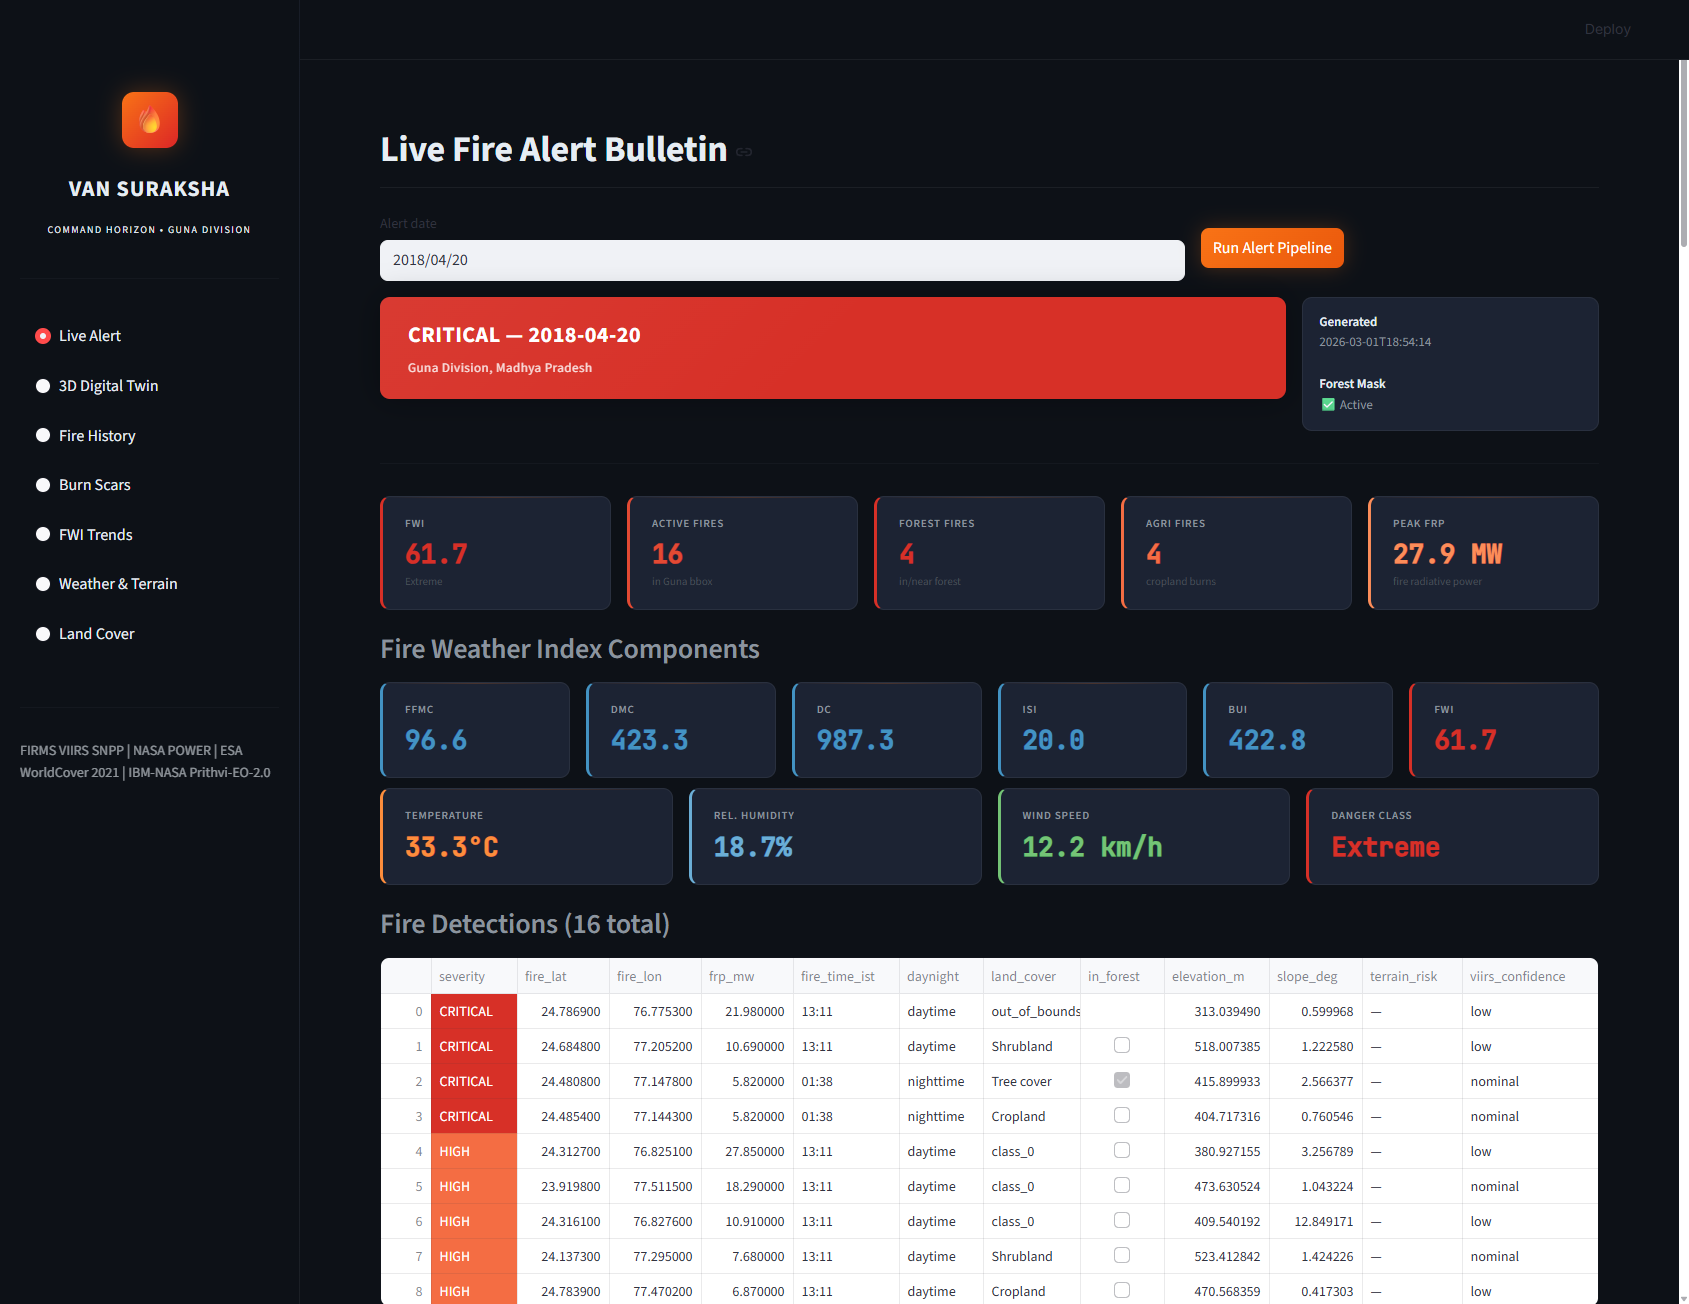 Deploy
VAN SURAKSHA
COMMAND HORIZON • GUNA DIVISION
Live Alert
3D Digital Twin
Fire History
Burn Scars
FWI Trends
Weather & Terrain
Land Cover
FIRMS VIIRS SNPP | NASA POWER | ESA
WorldCover 2021 | IBM-NASA Prithvi-EO-2.0
Live Fire Alert Bulletin
Alert date
2018/04/20
Run Alert Pipeline
CRITICAL — 2018-04-20
Guna Division, Madhya Pradesh
Generated
2026-03-01T18:54:14
Forest Mask
✅ Active
FWI
61.7
Extreme
ACTIVE FIRES
16
in Guna bbox
FOREST FIRES
4
in/near forest
AGRI FIRES
4
cropland burns
PEAK FRP
27.9 MW
fire radiative power
Fire Weather Index Components
FFMC
96.6
DMC
423.3
DC
987.3
ISI
20.0
BUI
422.8
FWI
61.7
TEMPERATURE
33.3°C
REL. HUMIDITY
18.7%
WIND SPEED
12.2 km/h
DANGER CLASS
Extreme
Fire Detections (16 total)
severity fire_lat fire_lon frp_mw fire_time_ist daynight land_cover in_forest elevation_m slope_deg terrain_risk viirs_confidence
0 CRITICAL 24.786900 76.775300 21.980000 13:11 daytime out_of_bounds 313.039490 0.599968 — low
1 CRITICAL 24.684800 77.205200 10.690000 13:11 daytime Shrubland 518.007385 1.222580 — low
2 CRITICAL 24.480800 77.147800 5.820000 01:38 nighttime Tree cover 415.899933 2.566377 — nominal
3 CRITICAL 24.485400 77.144300 5.820000 01:38 nighttime Cropland 404.717316 0.760546 — nominal
4 HIGH 24.312700 76.825100 27.850000 13:11 daytime class_0 380.927155 3.256789 — low
5 HIGH 23.919800 77.511500 18.290000 13:11 daytime class_0 473.630524 1.043224 — nominal
6 HIGH 24.316100 76.827600 10.910000 13:11 daytime class_0 409.540192 12.849171 — low
7 HIGH 24.137300 77.295000 7.680000 13:11 daytime Shrubland 523.412842 1.424226 — nominal
8 HIGH 24.783900 77.470200 6.870000 13:11 daytime Cropland 470.568359 0.417303 — low